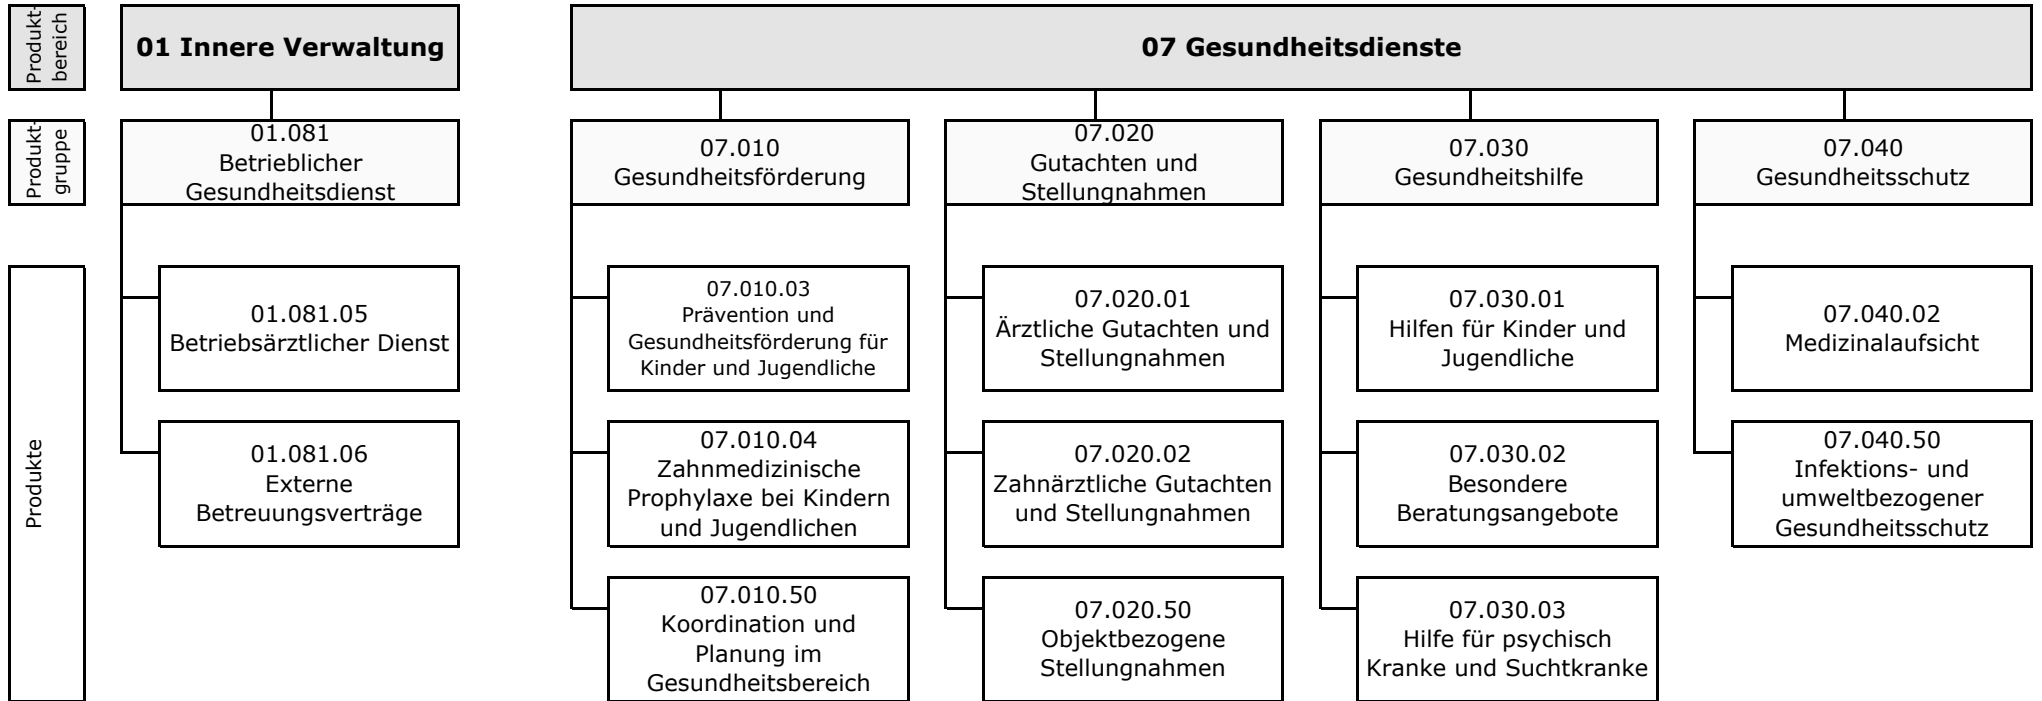 Produkt-
bereich
01 Innere Verwaltung
07 Gesundheitsdienste
Produkt-
gruppe
01.081
Betrieblicher
Gesundheitsdienst
07.010
Gesundheitsförderung
07.020
Gutachten und
Stellungnahmen
07.030
Gesundheitshilfe
07.040
Gesundheitsschutz
Produkte
01.081.05
Betriebsärztlicher Dienst
07.010.03
Prävention und
Gesundheitsförderung für
Kinder und Jugendliche
07.020.01
Ärztliche Gutachten und
Stellungnahmen
07.030.01
Hilfen für Kinder und
Jugendliche
07.040.02
Medizinalaufsicht
01.081.06
Externe
Betreuungsverträge
07.010.04
Zahnmedizinische
Prophylaxe bei Kindern
und Jugendlichen
07.020.02
Zahnärztliche Gutachten
und Stellungnahmen
07.030.02
Besondere
Beratungsangebote
07.040.50
Infektions- und
umweltbezogener
Gesundheitsschutz
07.010.50
Koordination und
Planung im
Gesundheitsbereich
07.020.50
Objektbezogene
Stellungnahmen
07.030.03
Hilfe für psychisch
Kranke und Suchtkranke